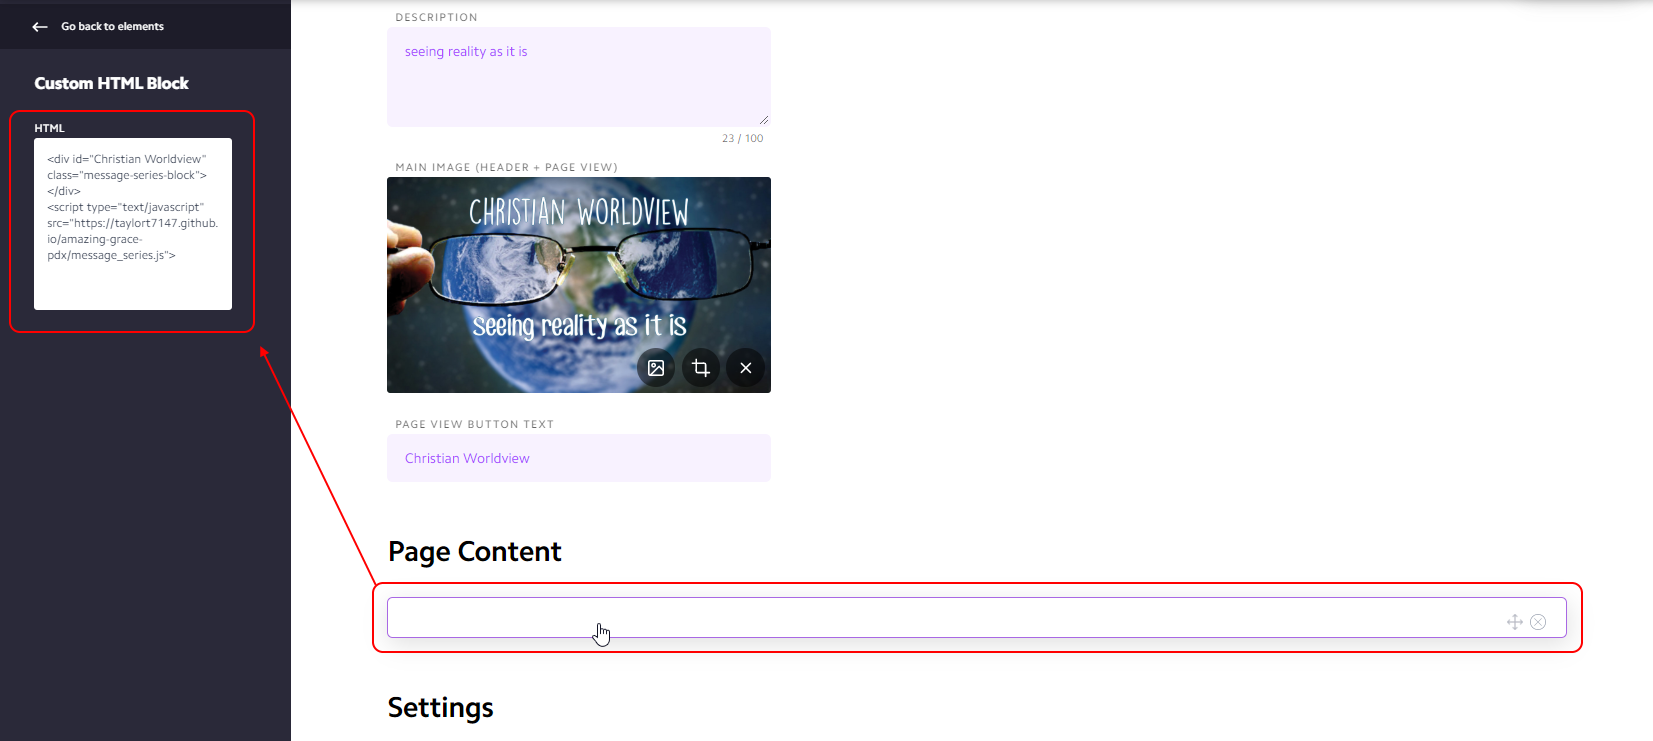 Go back to elements
Custom HTML Block
HTML
<div id="Christian Worldview"
class="message-series-block">
</div>
<script type="text/javascript"
src="https://taylort7147.github.
io/amazing-grace-
pdx/message_series.js">
DESCRIPTION
seeing reality as it is
23 / 100
MAIN IMAGE (HEADER + PAGE VIEW)
CHRISTIAN WORLDVIEW
seeing reality as it is
PAGE VIEW BUTTON TEXT
Christian Worldview
Page Content
Settings